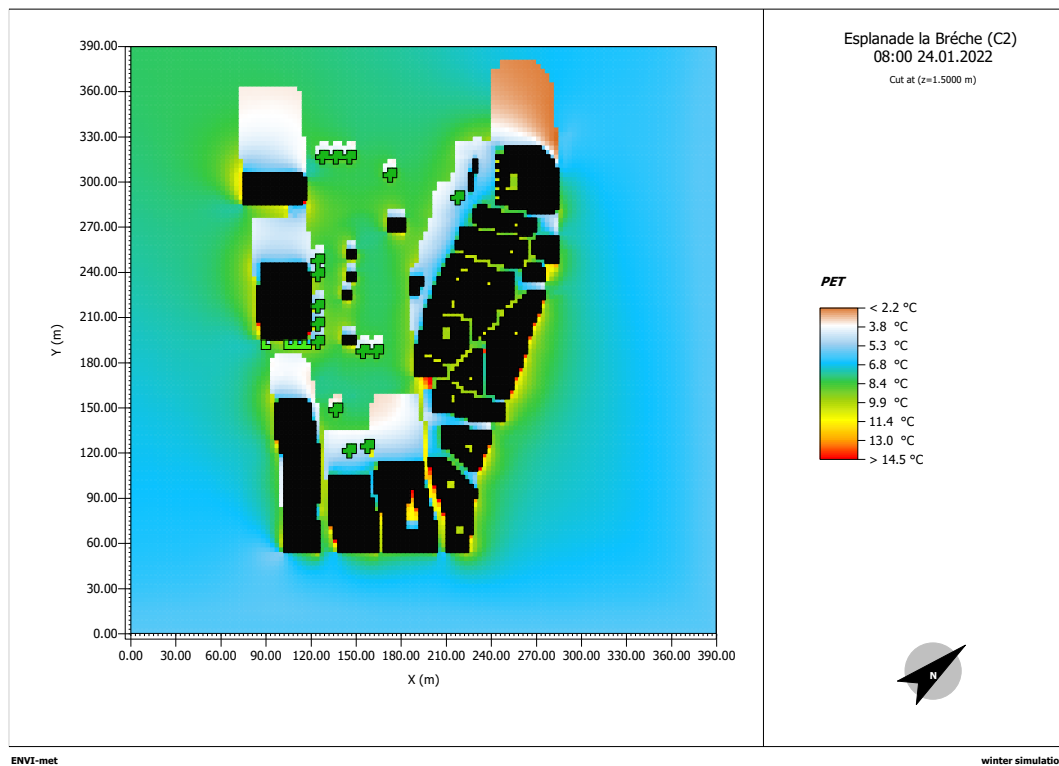 Esplanade la Bréche (C2)
08:00 24.01.2022
Cut at (z=1.5000 m)
390.00
360.00
330.00
300.00
270.00
240.00
210.00
180.00
150.00
120.00
90.00
60.00
30.00
0.00
Y (m)
0.00 30.00 60.00 90.00 120.00 150.00 180.00 210.00 240.00 270.00 300.00 330.00 360.00 390.00
X (m)
PET
< 2.2 °C
3.8 °C
5.3 °C
6.8 °C
8.4 °C
9.9 °C
11.4 °C
13.0 °C
> 14.5 °C
N
ENVI-met
winter simulatio